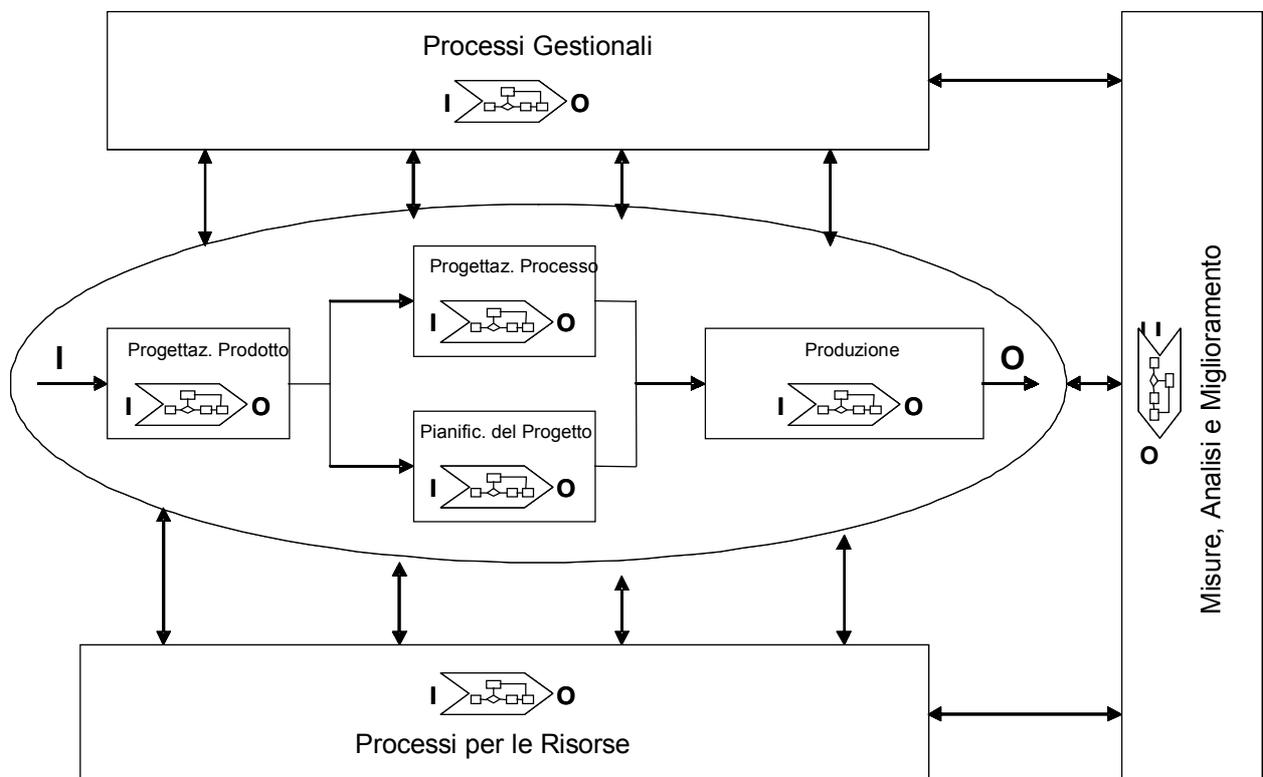 Processi Gestionali
I O
Progettaz. Processo
I O
I
Progettaz. Prodotto
I O
Produzione
I O
O
Pianific. del Progetto
I O
I O
Processi per le Risorse
I I
O
Misure, Analisi e Miglioramento